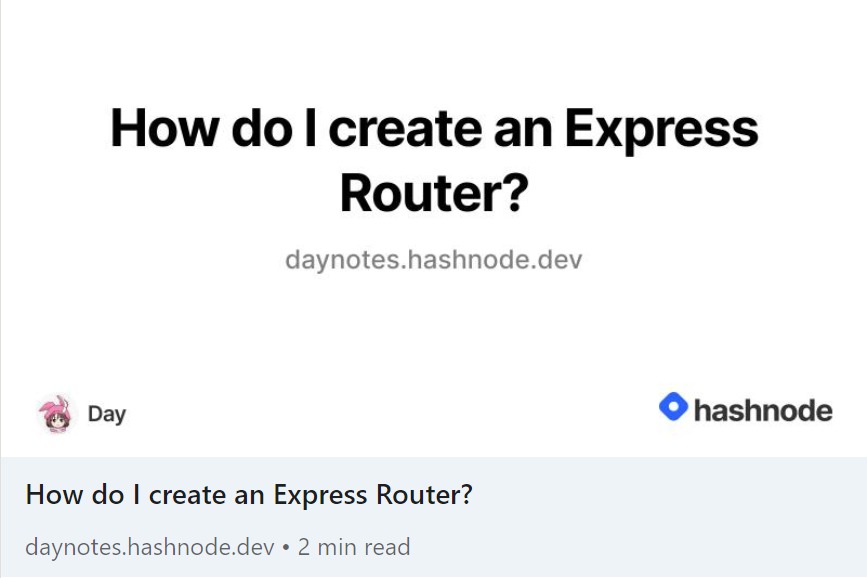 How do I create an Express
Router?
daynotes.hashnode.dev
Day
hashnode
How do I create an Express Router?
daynotes.hashnode.dev • 2 min read